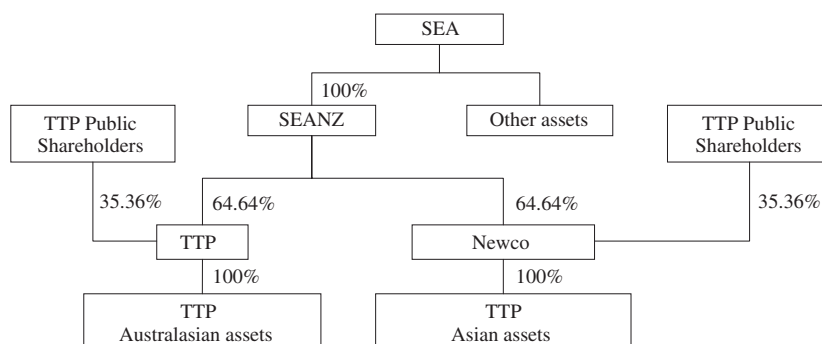 SEA
100%
SEANZ
Other assets
TTP Public
Shareholders
TTP Public
Shareholders
35.36%
64.64%
64.64%
35.36%
TTP
Newco
100%
100%
TTP
Australasian assets
TTP
Asian assets